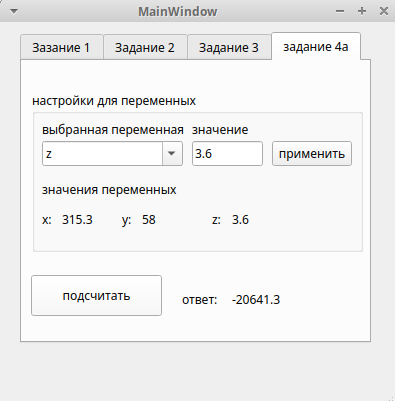 MainWindow
Зазание 1 Задание 2 Задание 3 задание 4а
настройки для переменных
выбранная переменная значение
z 3.6 применить
значения переменных
x: 315.3 y: 58 z: 3.6
подсчитать ответ: -20641.3